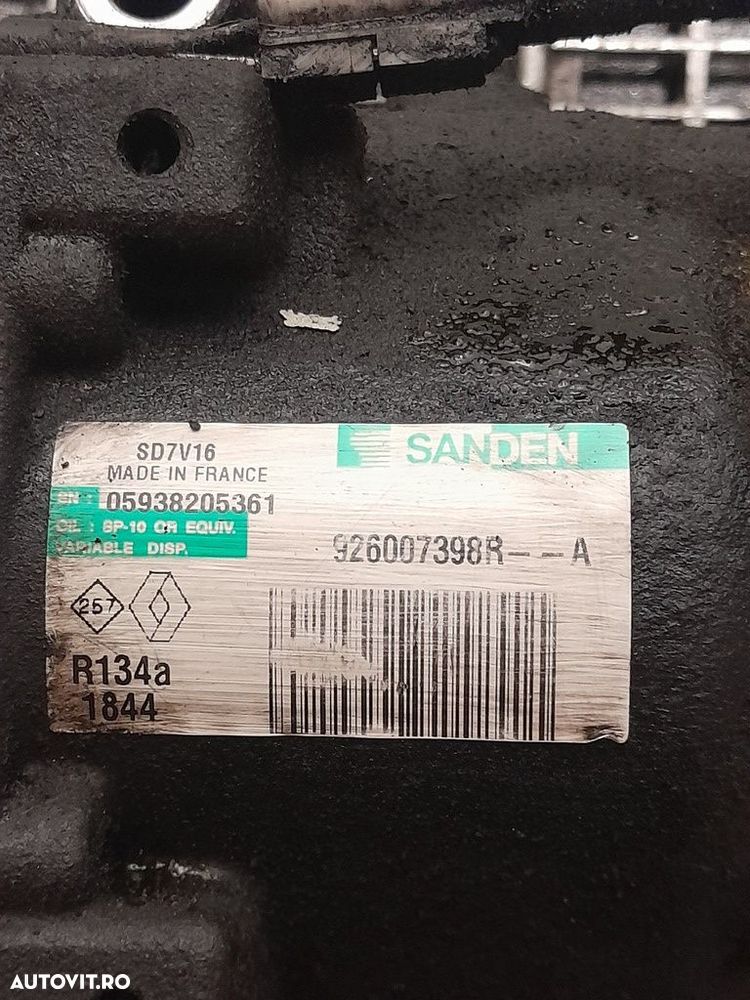 SD7V16
MADE IN FRANCE
SANDEN
SN : 05938205361
OIL : SP-10 OR EQUIV.
VARIABLE DISP.
926007398R--A
257
R134a
1844
AUTOVIT.RO